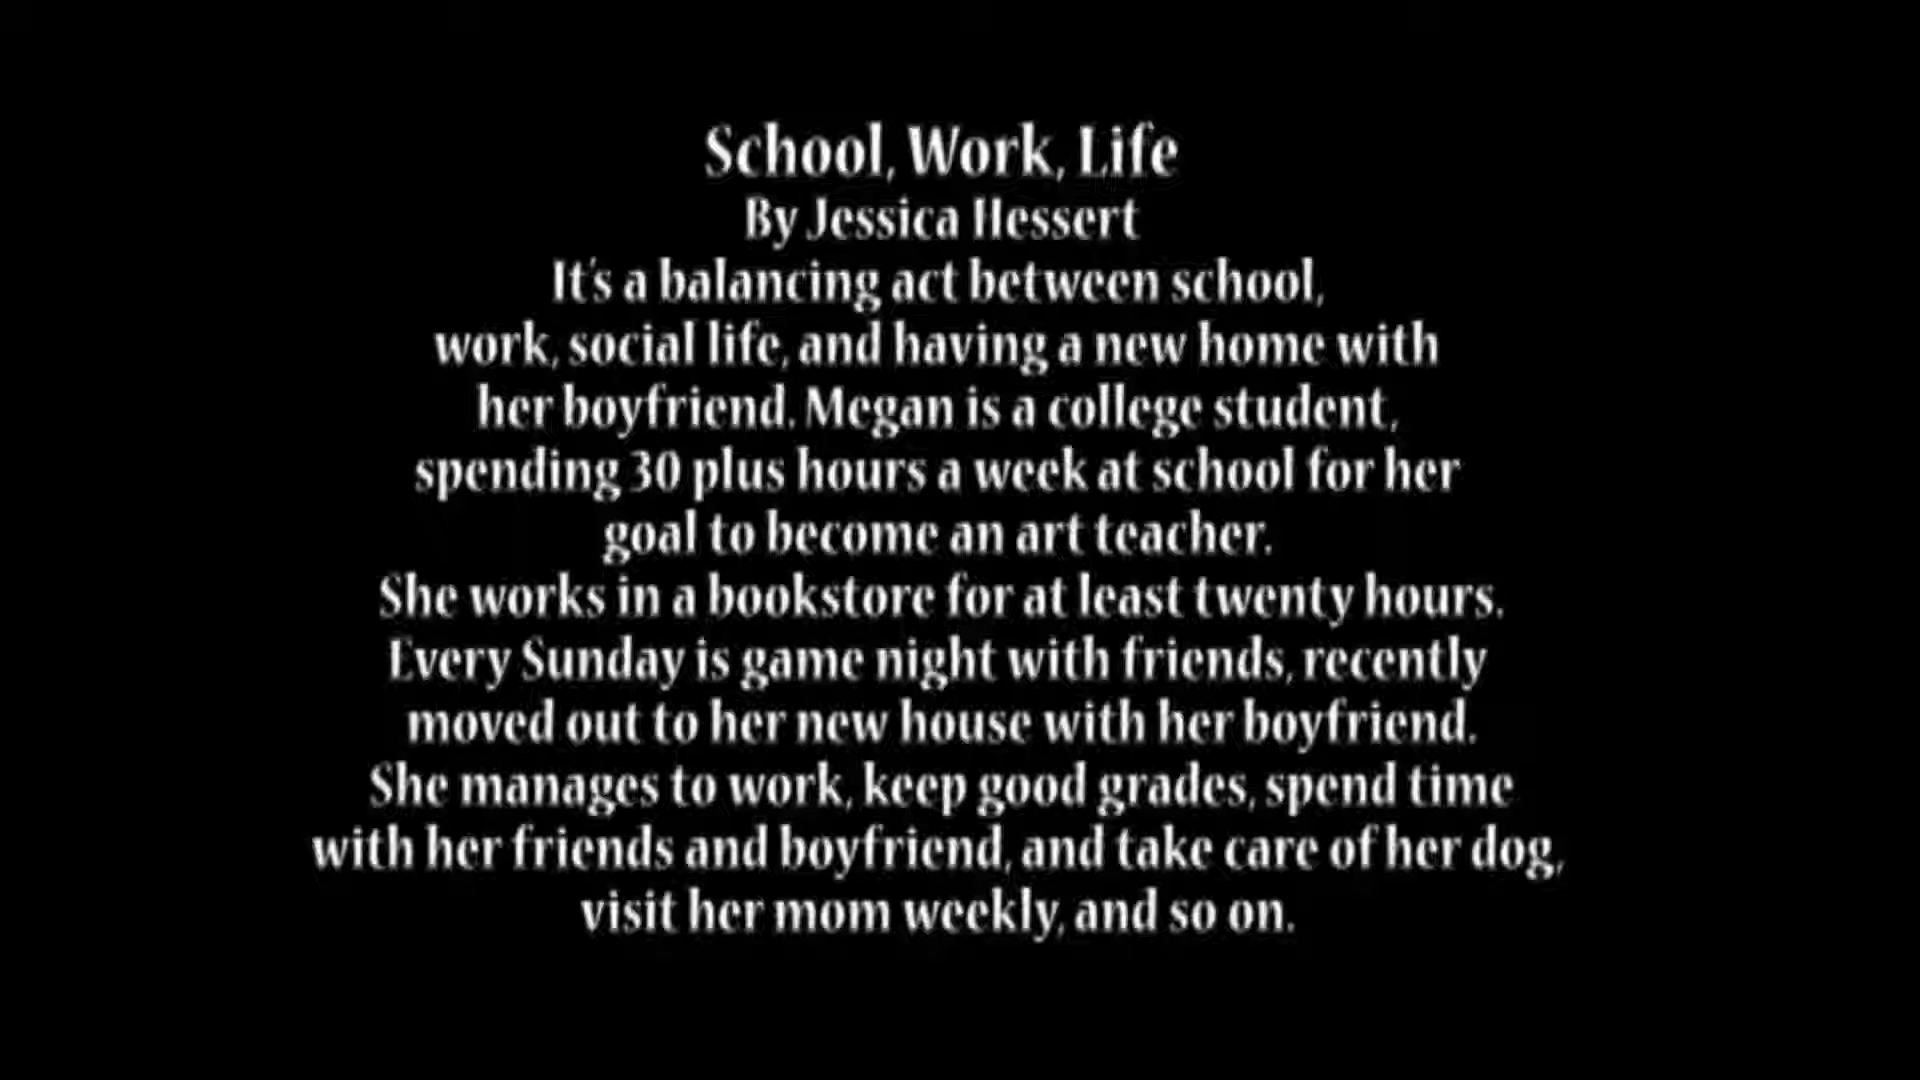 School, Work, Life
By Jessica Hessert
It's a balancing act between school,
work, social life, and having a new home with
her boyfriend. Megan is a college student,
spending 30 plus hours a week at school for her
goal to become an art teacher.
She works in a bookstore for at least twenty hours.
Every Sunday is game night with friends, recently
moved out to her new house with her boyfriend.
She manages to work, keep good grades, spend time
with her friends and boyfriend, and take care of her dog,
visit her mom weekly, and so on.